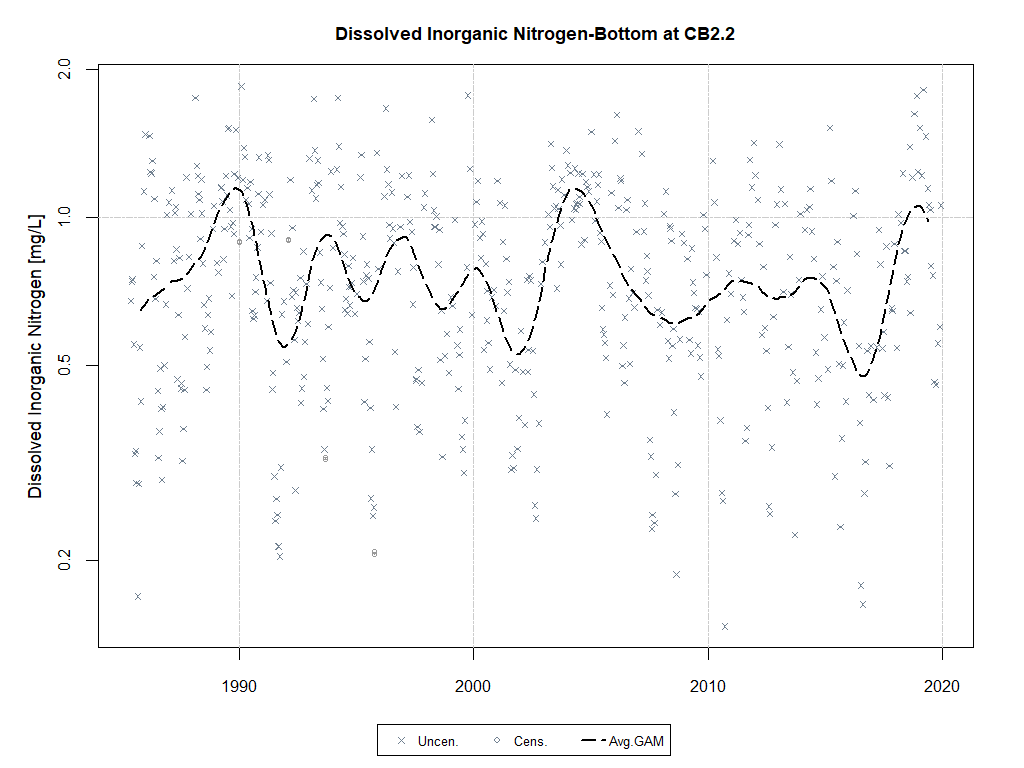 Dissolved Inorganic Nitrogen-Bottom at CB2.2
Dissolved Inorganic Nitrogen [mg/L]
2.0
1.0
0.5
0.2
1990
2000
2010
2020
Uncen.
Cens.
Avg.GAM